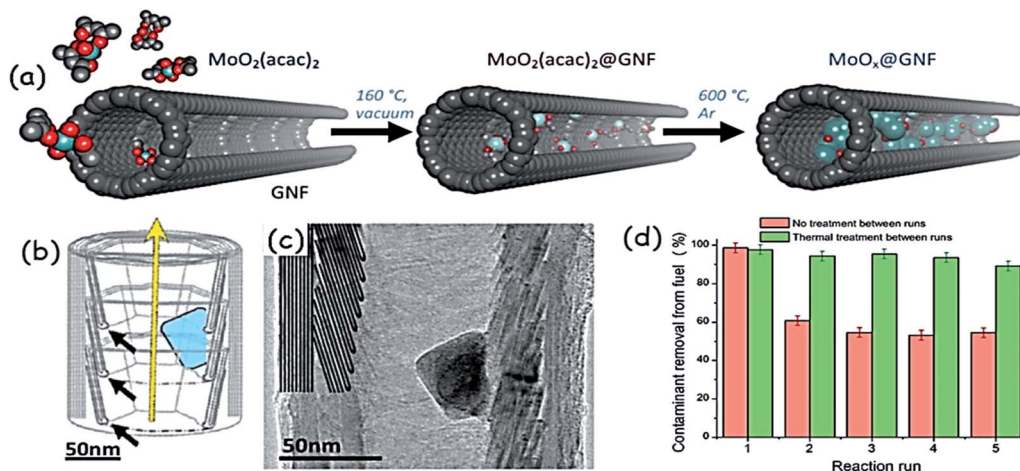 (a)
MoO₂(acac)₂
GNF
160 °C,
vacuum
MoO₂(acac)₂@GNF
600 °C,
Ar
MoOₓ@GNF
(b)
50nm
(c)
50nm
(d)
No treatment between runs
Thermal treatment between runs
Contaminant removal from fuel (%)
100
80
60
40
20
0
1 2 3 4 5
Reaction run